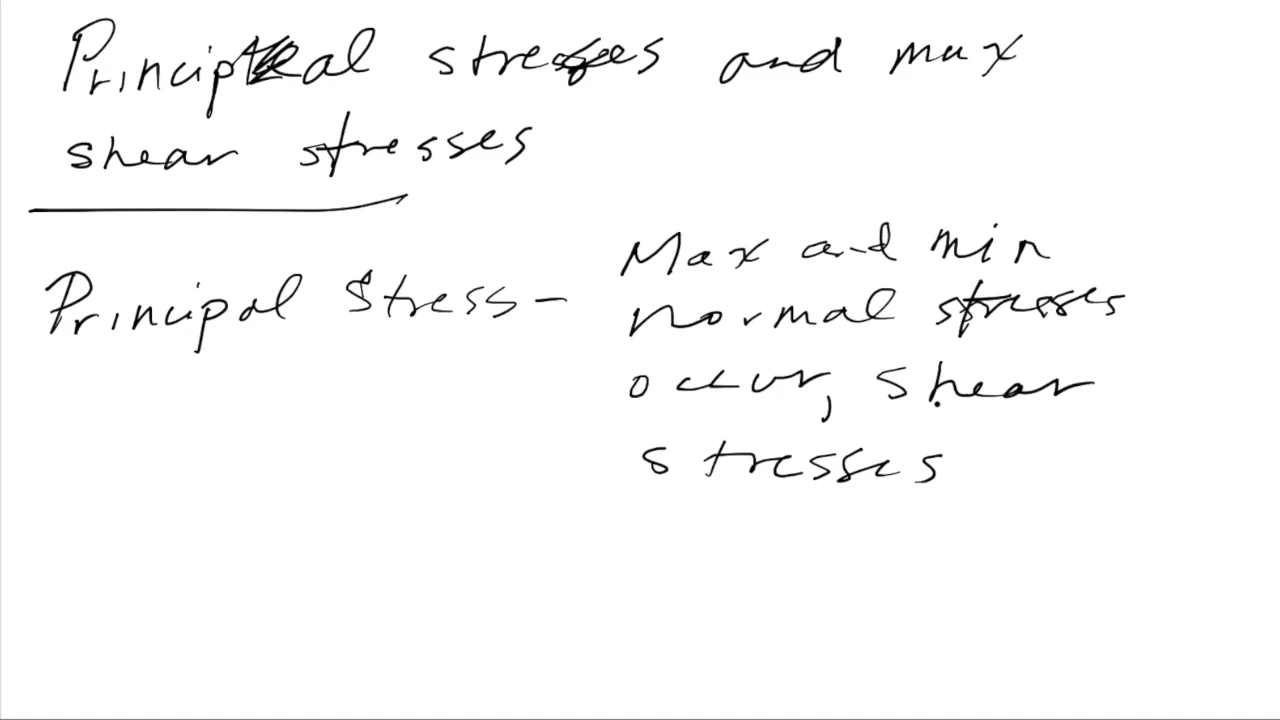 Principal stresses and max
shear stresses
Principal Stress -
Max and min
normal stresses
occur, shear
stresses